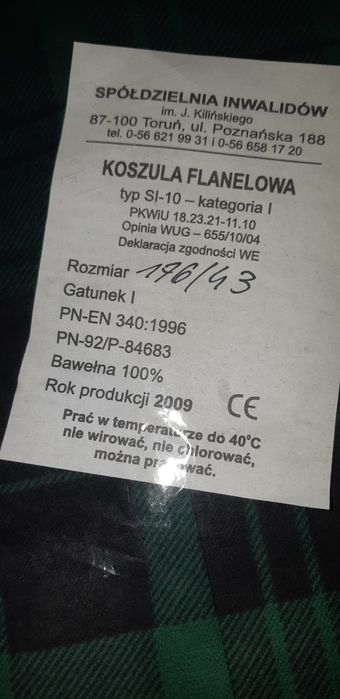 SPÓŁDZIELNIA INWALIDÓW
im. J. Kilińskiego
87-100 Toruń, ul. Poznańska 188
tel. 0-56 621 99 31 i 0-56 658 17 20
KOSZULA FLANELOWA
typ SI-10 – kategoria I
PKWiU 18.23.21-11.10
Opinia WUG – 655/10/04
Deklaracja zgodności WE
Rozmiar 176/43
Gatunek I
PN-EN 340:1996
PN-92/P-84683
Bawełna 100%
Rok produkcji 2009 CE
Prać w temperaturze do 40°C
nie wirować, nie chlorować,
można prasować.